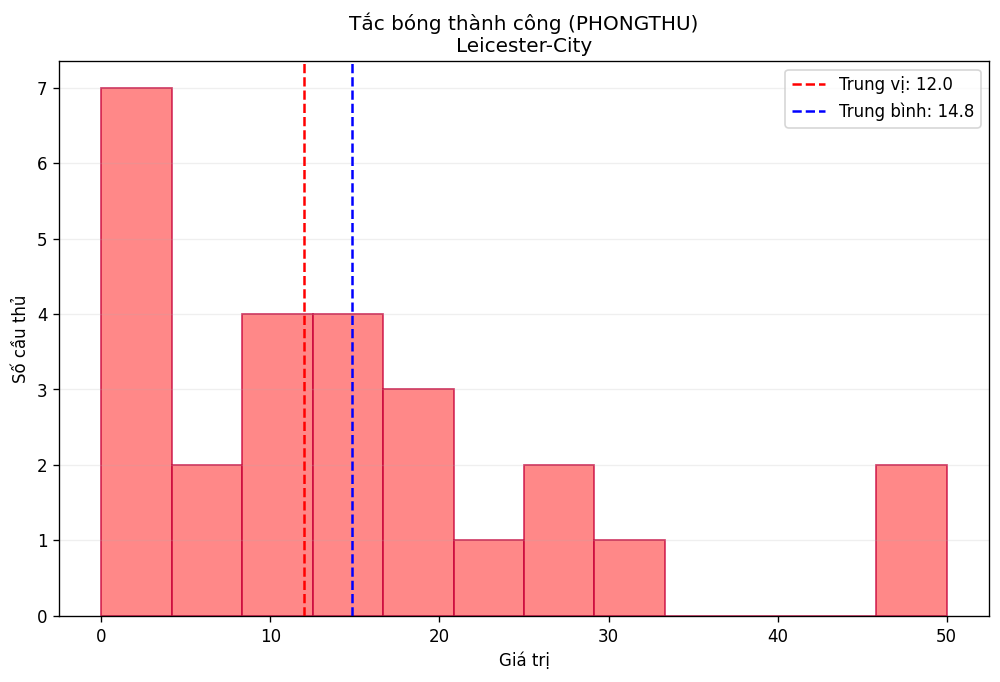 Tắc bóng thành công (PHONGTHU)
Leicester-City
Trung vị: 12.0
Trung bình: 14.8
Số cầu thủ
7
6
5
4
3
2
1
0
0 10 20 30 40 50
Giá trị